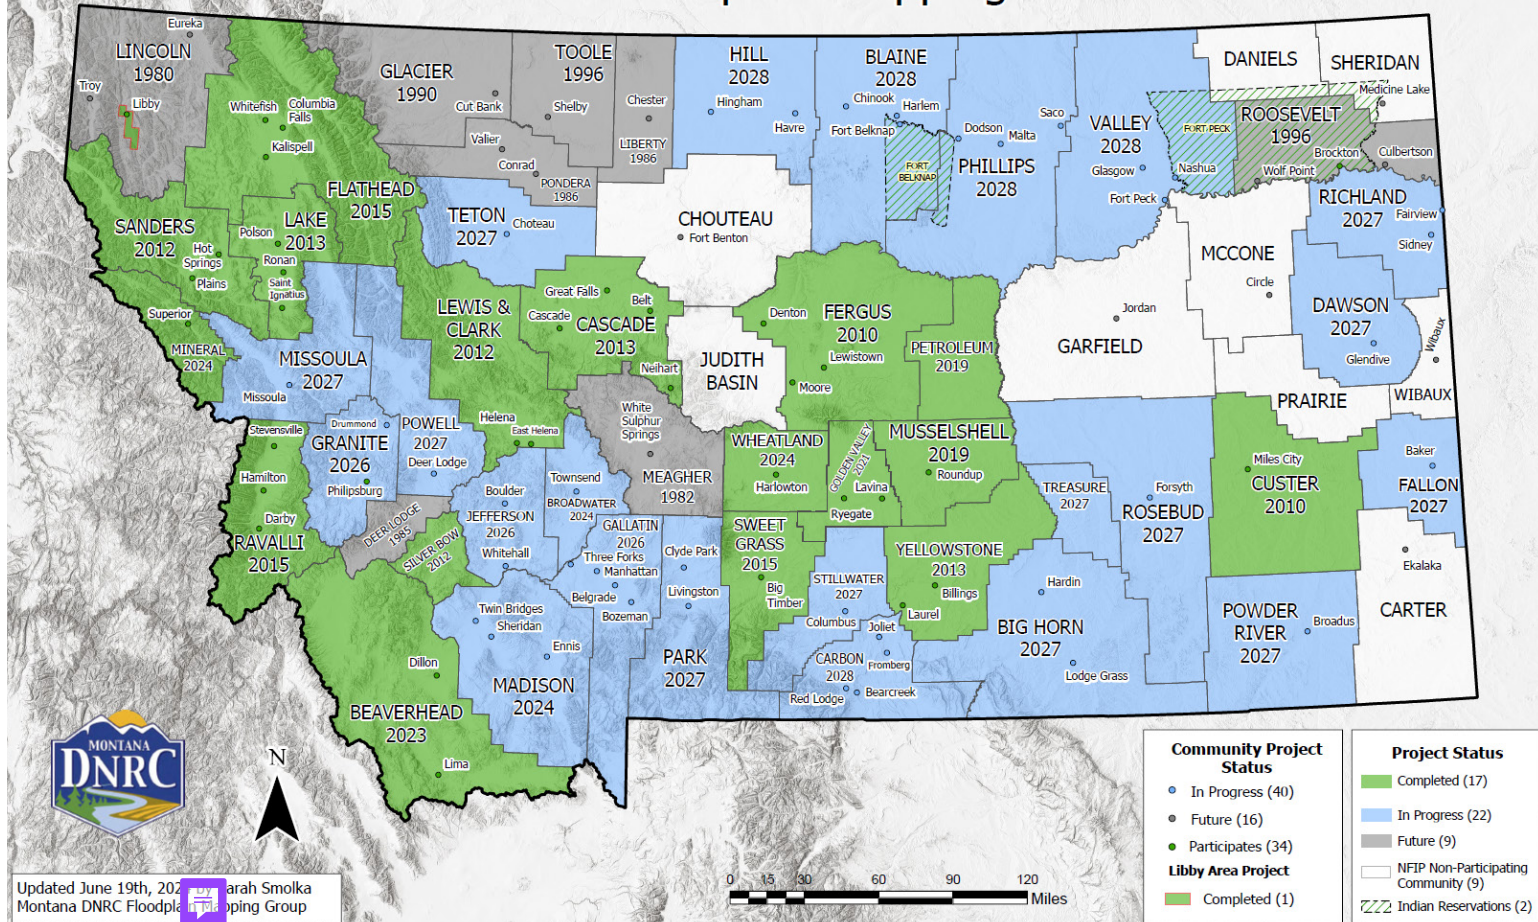 Eureka
LINCOLN
1980
Troy
Libby
Whitefish
Columbia
Falls
Kalispell
FLATHEAD
2015
GLACIER
1990
Cut Bank
TOOLE
1996
Shelby
Chester
LIBERTY
1986
Valier
Conrad
PONDERA
1986
HILL
2028
Hingham
Havre
BLAINE
2028
Chinook
Harlem
Fort Belknap
FORT
BELKNAP
Dodson
Malta
Saco
PHILLIPS
2028
VALLEY
2028
Glasgow
Fort Peck
Nashua
FORT PECK
DANIELS
SHERIDAN
Medicine Lake
ROOSEVELT
1996
Brockton
Wolf Point
Culbertson
RICHLAND
2027
Fairview
Sidney
SANDERS
2012
Hot
Springs
Plains
LAKE
2013
Polson
Ronan
Saint
Ignatius
TETON
2027
Choteau
CHOUTEAU
Fort Benton
MCCONE
Circle
DAWSON
2027
Glendive
Wibaux
WIBAUX
Superior
MINERAL
2024
MISSOULA
2027
Missoula
LEWIS &
CLARK
2012
Great Falls
Belt
Cascade
CASCADE
2013
Neihart
JUDITH
BASIN
Denton
FERGUS
2010
Lewistown
Moore
PETROLEUM
2019
GARFIELD
Jordan
PRAIRIE
Stevensville
Hamilton
Darby
RAVALLI
2015
Drummond
GRANITE
2026
Philipsburg
POWELL
2027
Deer Lodge
Helena
East Helena
White
Sulphur
Springs
MEAGHER
1982
WHEATLAND
2024
Harlowton
GOLDEN VALLEY
2021
Lavina
Ryegate
MUSSELSHELL
2019
Roundup
TREASURE
2027
Forsyth
ROSEBUD
2027
Miles City
CUSTER
2010
Baker
FALLON
2027
Ekalaka
CARTER
DEER LODGE
1985
SILVER BOW
2012
Boulder
JEFFERSON
2026
Whitehall
Townsend
BROADWATER
2024
GALLATIN
2026
Three Forks
Manhattan
Belgrade
Bozeman
Clyde Park
Livingston
PARK
2027
SWEET
GRASS
2015
Big
Timber
STILLWATER
2027
Columbus
YELLOWSTONE
2013
Billings
Laurel
Joliet
CARBON
2028
Fromberg
Red Lodge
Bearcreek
BIG HORN
2027
Hardin
Lodge Grass
POWDER
RIVER
2027
Broadus
Twin Bridges
Sheridan
Ennis
MADISON
2024
Dillon
BEAVERHEAD
2023
Lima
MONTANA
DNRC
N
Community Project
Status
In Progress (40)
Future (16)
Participates (34)
Libby Area Project
Completed (1)
Project Status
Completed (17)
In Progress (22)
Future (9)
NFIP Non-Participating
Community (9)
Indian Reservations (2)
0 15 30 60 90 120
Miles
Updated June 19th, Smolka
Montana DNRC Mapping Group